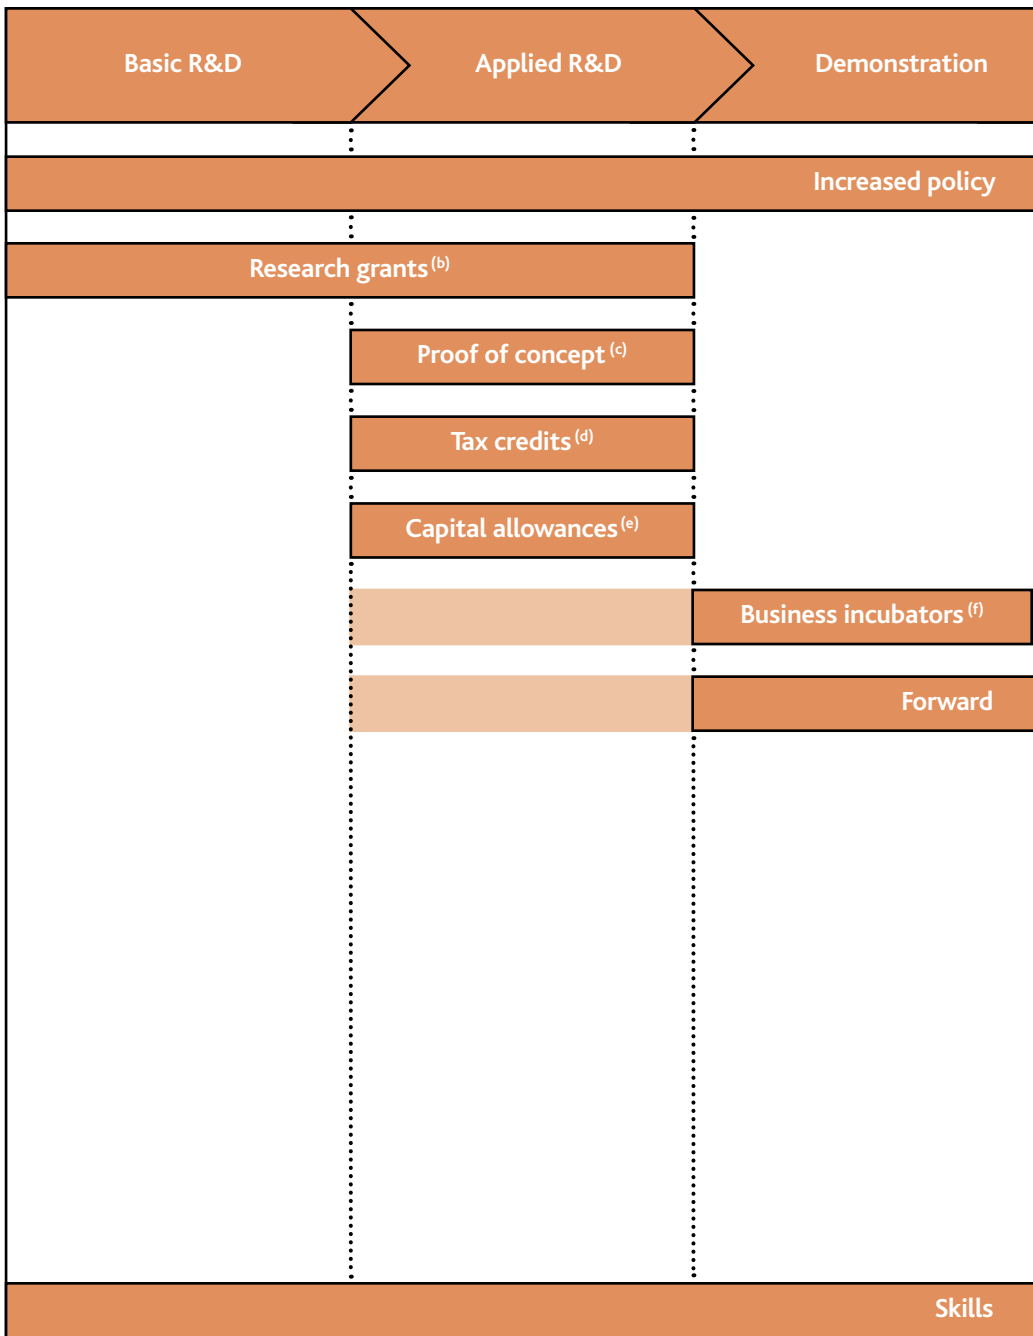 Basic R&D
Applied R&D
Demonstration
Increased policy
Research grants (b)
Proof of concept (c)
Tax credits (d)
Capital allowances (e)
Business incubators (f)
Forward
Skills